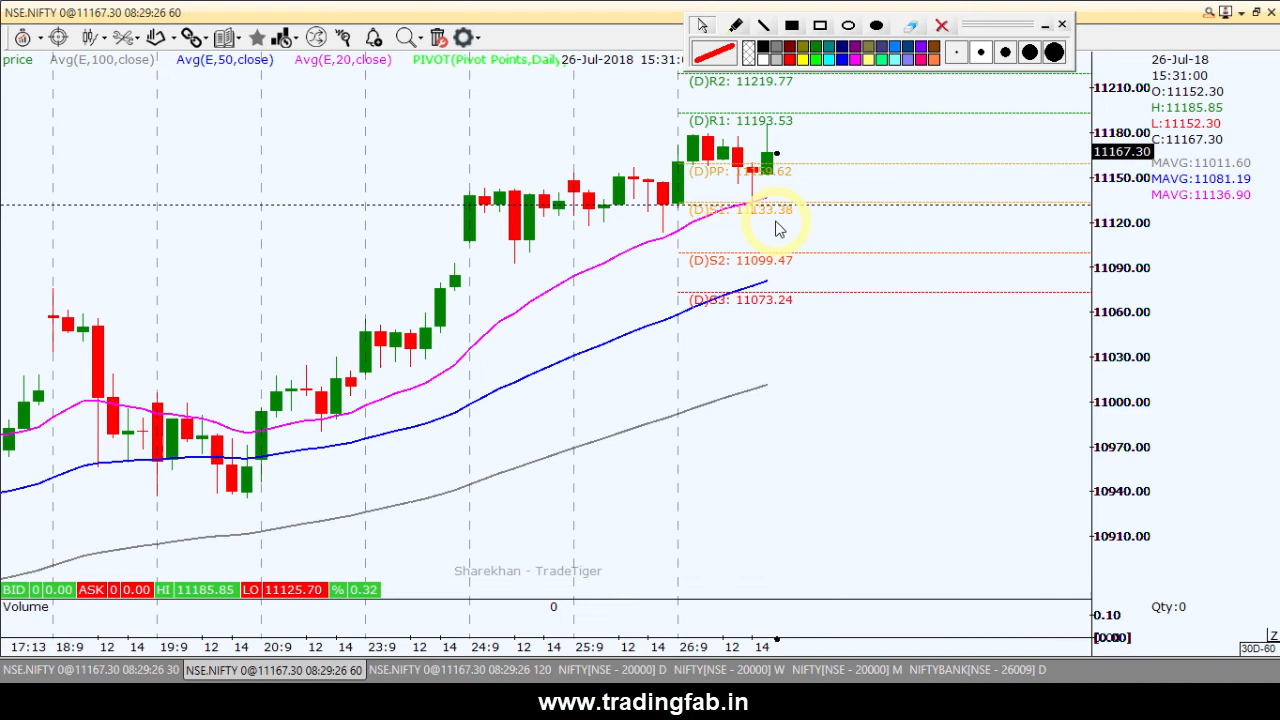 NSE.NIFTY 0@11167.30 08:29:26 60
price Avg(E,100,close) Avg(E,50,close) Avg(E,20,close) PIVOT(Pivot Points,Daily, 26-Jul-2018 15:31:0
(D)R2: 11219.77
(D)R1: 11193.53
(D)PP: 11159.62
(D)S1: 11133.38
(D)S2: 11099.47
(D)S3: 11073.24
11210.00
11180.00
11167.30
11150.00
11120.00
11090.00
11060.00
11030.00
11000.00
10970.00
10940.00
10910.00
26-Jul-18
15:31:00
O:11152.30
H:11185.85
L:11152.30
C:11167.30
MAVG:11011.60
MAVG:11081.19
MAVG:11136.90
Sharekhan - TradeTiger
BID 0 0.00 ASK 0 0.00 HI 11185.85 LO 11125.70 % 0.32
Volume 0
0.10
Qty:0
17:13 18:9 12 14 19:9 12 14 20:9 12 14 23:9 12 14 24:9 12 14 25:9 12 14 26:9 12 14
Z
30D-60
NSE.NIFTY 0@11167.30 08:29:26 30 NSE.NIFTY 0@11167.30 08:29:26 60 NSE.NIFTY 0@11167.30 08:29:26 120 NIFTY[NSE - 20000] D NIFTY[NSE - 20000] W NIFTY[NSE - 20000] M NIFTYBANK[NSE - 26009] D
www.tradingfab.in